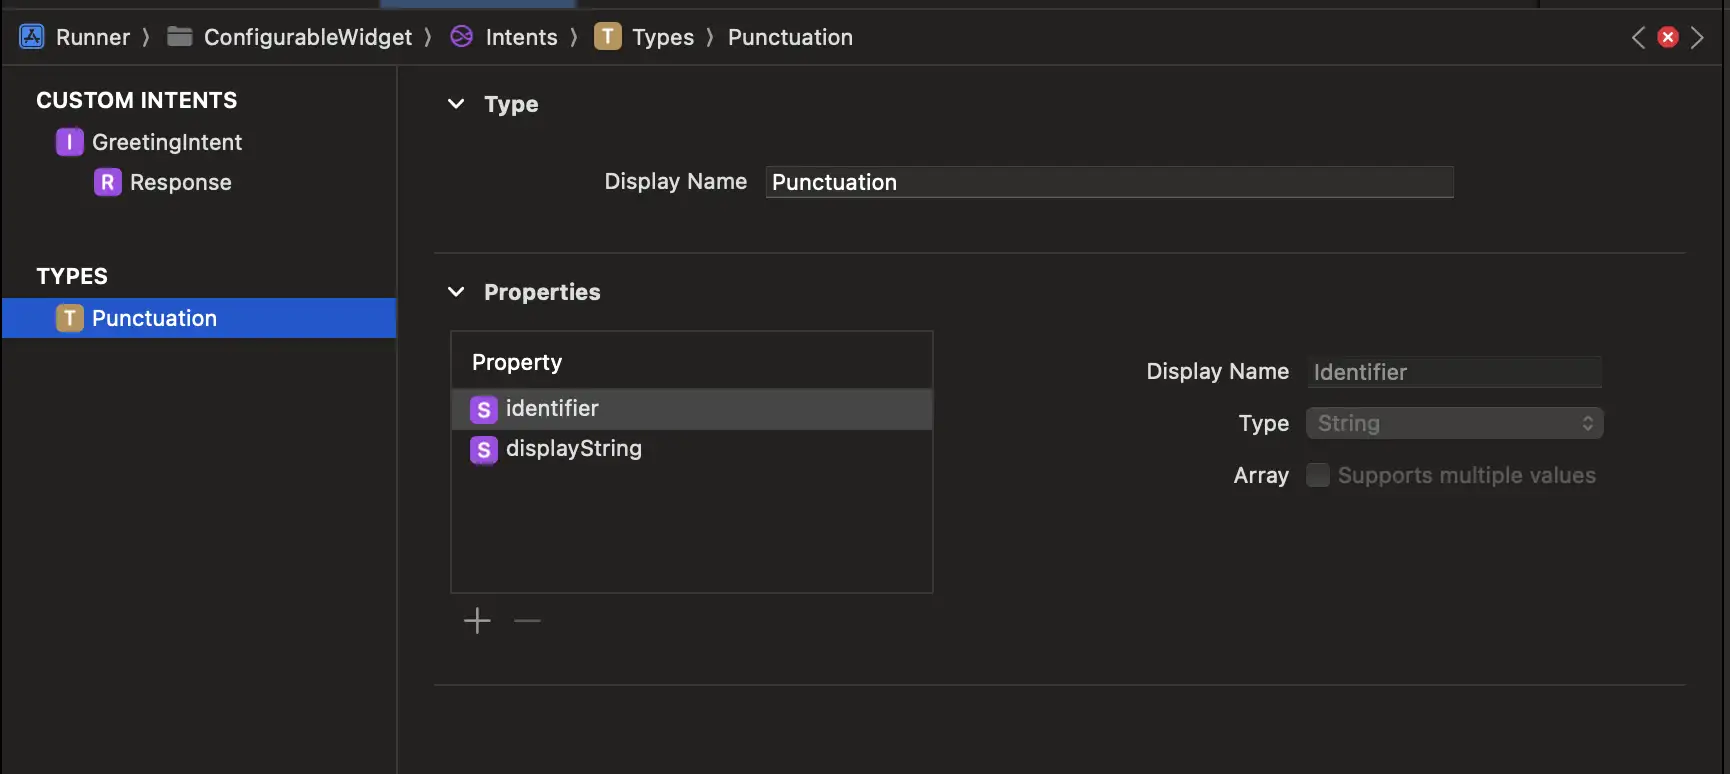 Runner 〉 ConfigurableWidget 〉 Intents 〉 T Types 〉 Punctuation
CUSTOM INTENTS
I GreetingIntent
R Response
TYPES
T Punctuation
Type
Display Name Punctuation
Properties
Property
S identifier
S displayString
Display Name Identifier
Type String
Array Supports multiple values